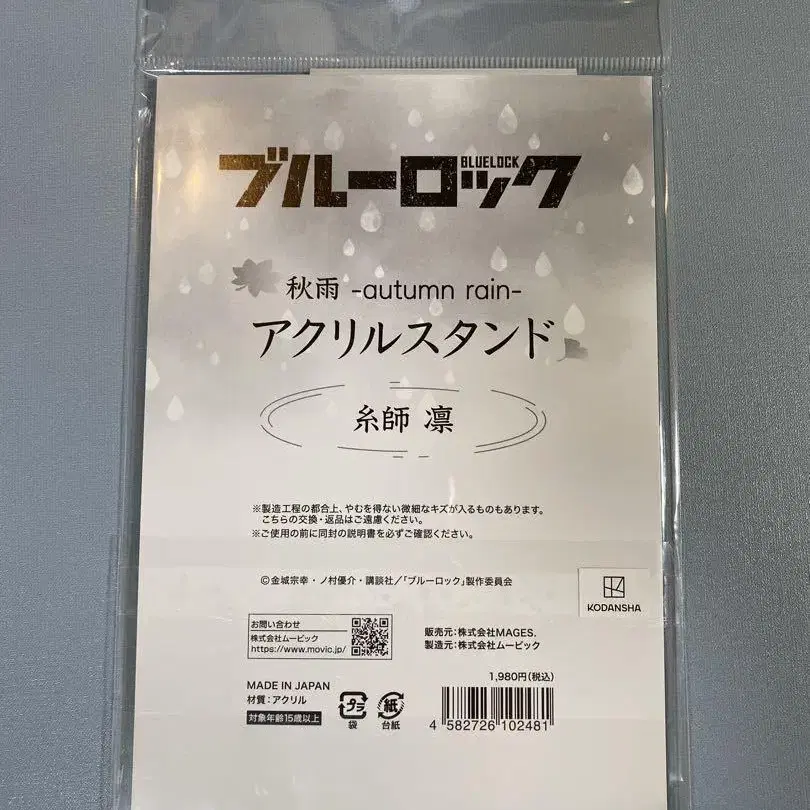 ブルーロック
BLUELOCK
秋雨 -autumn rain-
アクリルスタンド
糸師 凛
※製造工程の都合上、やむを得ない微細なキズが入るものもあります。
こちらの交換・返品はご遠慮ください。
※ご使用の前に同封の説明書を必ずご確認ください。
©金城宗幸・ノ村優介・講談社／「ブルーロック」製作委員会
KODANSHA
お問い合わせ
株式会社ムービック
https://www.movic.jp/
販売元：株式会社MAGES.
製造元：株式会社ムービック
1,980円(税込)
MADE IN JAPAN
材質：アクリル
対象年齢15歳以上
プラ
袋
紙
台紙
4 582726 102481